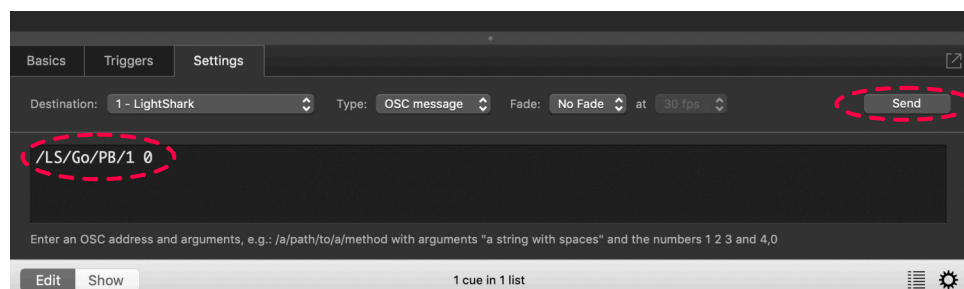 Basics Triggers Settings
Destination: 1 - LightShark Type: OSC message Fade: No Fade at 30 fps Send
/LS/Go/PB/1 0
Enter an OSC address and arguments, e.g.: /a/path/to/a/method with arguments "a string with spaces" and the numbers 1 2 3 and 4,0
Edit Show 1 cue in 1 list